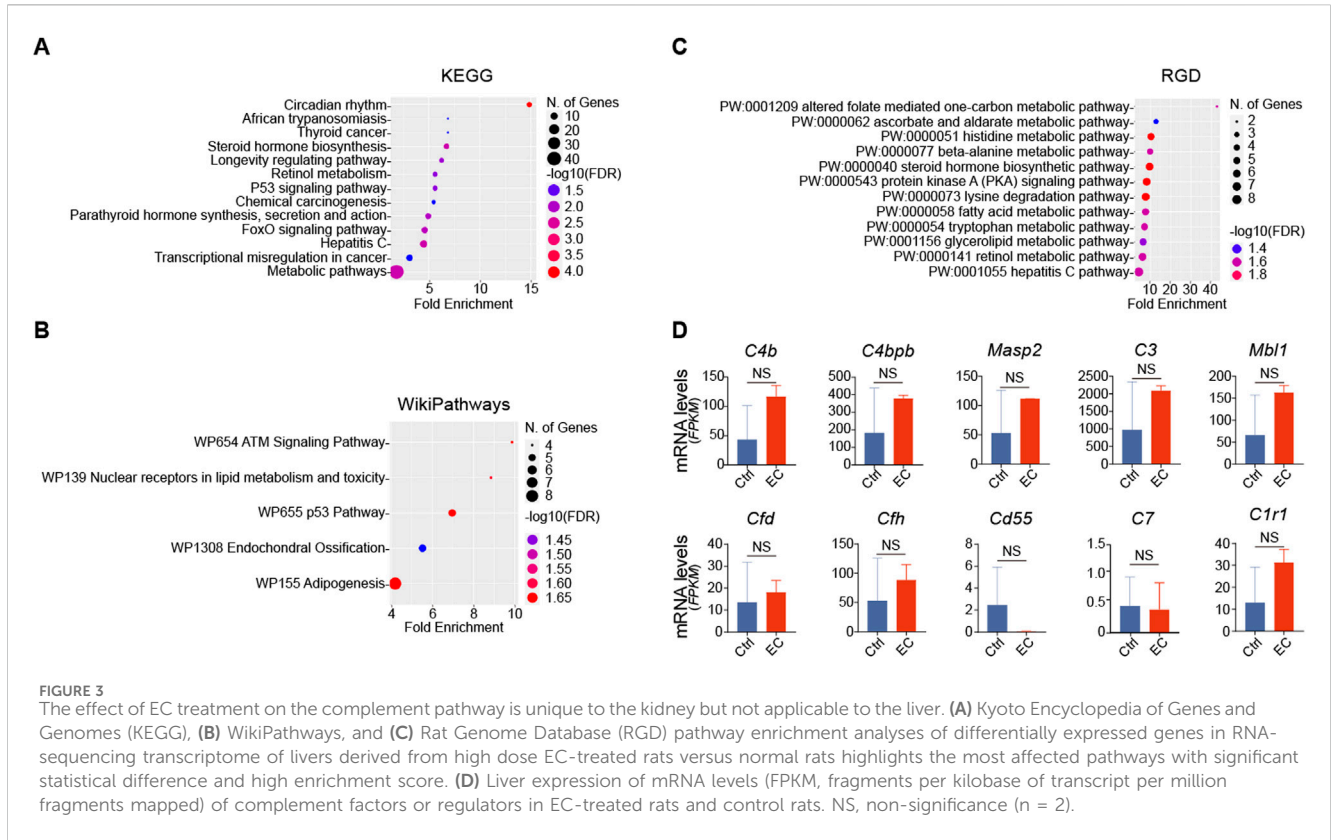 A
KEGG
Circadian rhythm
African trypanosomiasis
Thyroid cancer
Steroid hormone biosynthesis
Longevity regulating pathway
Retinol metabolism
P53 signaling pathway
Chemical carcinogenesis
Parathyroid hormone synthesis, secretion and action
FoxO signaling pathway
Hepatitis C
Transcriptional misregulation in cancer
Metabolic pathways
5 10 15
Fold Enrichment
N. of Genes
10
20
30
40
-log10(FDR)
1.5
2.0
2.5
3.0
3.5
4.0
B
WikiPathways
WP654 ATM Signaling Pathway
WP139 Nuclear receptors in lipid metabolism and toxicity
WP655 p53 Pathway
WP1308 Endochondral Ossification
WP155 Adipogenesis
4 6 8 10
Fold Enrichment
N. of Genes
4
5
6
7
8
-log10(FDR)
1.45
1.50
1.55
1.60
1.65
C
RGD
PW:0001209 altered folate mediated one-carbon metabolic pathway
PW:0000062 ascorbate and aldarate metabolic pathway
PW:0000051 histidine metabolic pathway
PW:0000077 beta-alanine metabolic pathway
PW:0000040 steroid hormone biosynthetic pathway
PW:0000543 protein kinase A (PKA) signaling pathway
PW:0000073 lysine degradation pathway
PW:0000058 fatty acid metabolic pathway
PW:0000054 tryptophan metabolic pathway
PW:0001156 glycerolipid metabolic pathway
PW:0000141 retinol metabolic pathway
PW:0001055 hepatitis C pathway
10 20 30 40
Fold Enrichment
N. of Genes
2
3
4
5
6
7
8
-log10(FDR)
1.4
1.6
1.8
D
mRNA levels
(FPKM)
C4b
NS
150
100
50
0
Ctrl
EC
C4bpb
NS
500
400
300
200
100
0
Ctrl
EC
Masp2
NS
150
100
50
0
Ctrl
EC
C3
NS
2500
2000
1500
1000
500
0
Ctrl
EC
Mbl1
NS
200
150
100
50
0
Ctrl
EC
mRNA levels
(FPKM)
Cfd
NS
40
30
20
10
0
Ctrl
EC
Cfh
NS
150
100
50
0
Ctrl
EC
Cd55
NS
8
6
4
2
0
Ctrl
EC
C7
NS
1.5
1.0
0.5
0
Ctrl
EC
C1r1
NS
40
30
20
10
0
Ctrl
EC
FIGURE 3
The effect of EC treatment on the complement pathway is unique to the kidney but not applicable to the liver. (A) Kyoto Encyclopedia of Genes and
Genomes (KEGG), (B) WikiPathways, and (C) Rat Genome Database (RGD) pathway enrichment analyses of differentially expressed genes in RNA-
sequencing transcriptome of livers derived from high dose EC-treated rats versus normal rats highlights the most affected pathways with significant
statistical difference and high enrichment score. (D) Liver expression of mRNA levels (FPKM, fragments per kilobase of transcript per million
fragments mapped) of complement factors or regulators in EC-treated rats and control rats. NS, non-significance (n = 2).